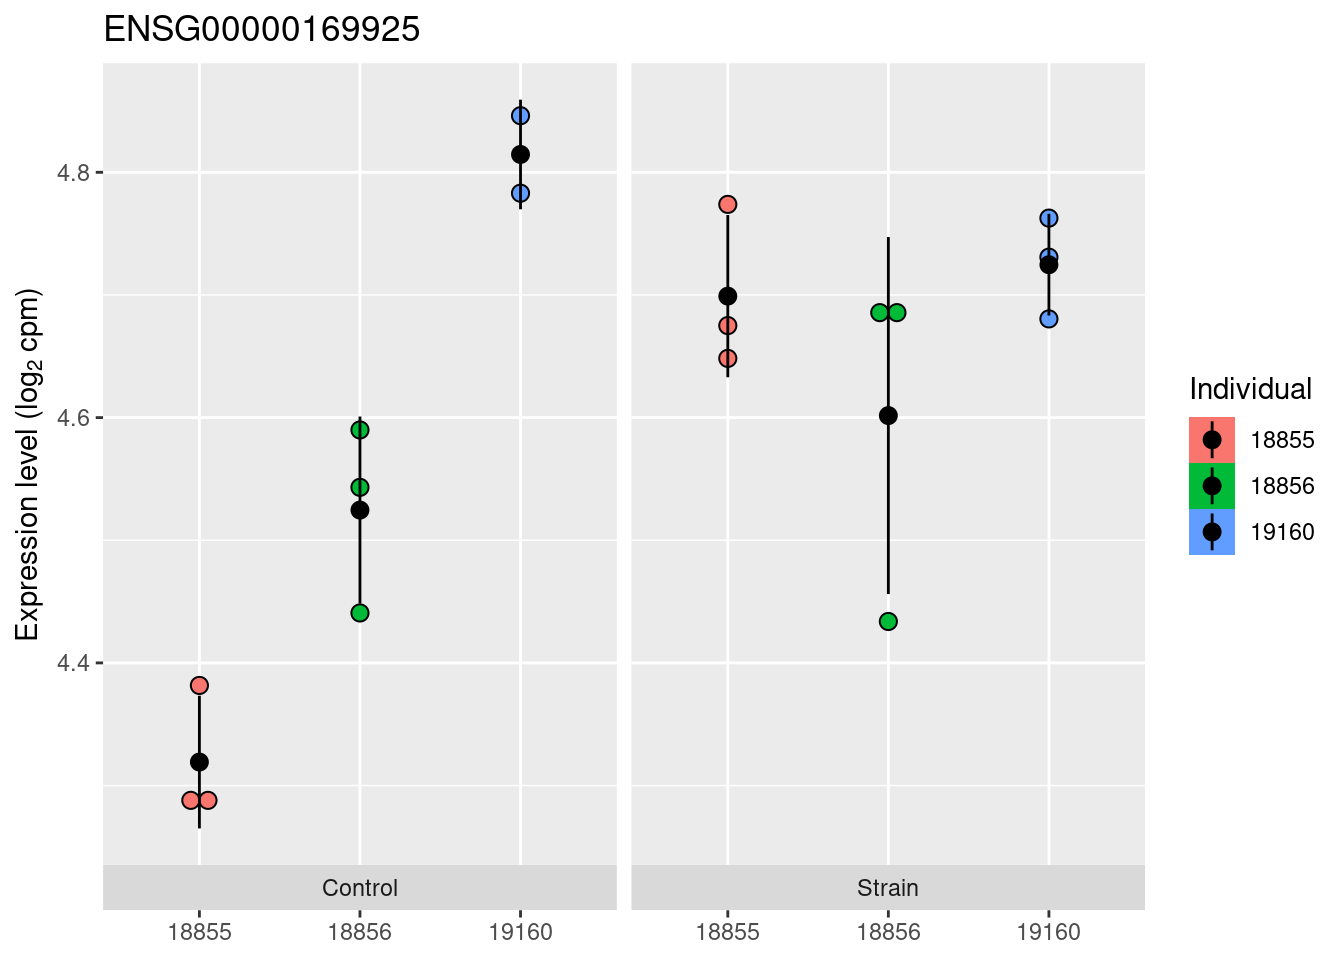 ENSG00000169925
Expression level (log₂ cpm)
4.8
4.6
4.4
Control
Strain
18855
18856
19160
18855
18856
19160
Individual
18855
18856
19160